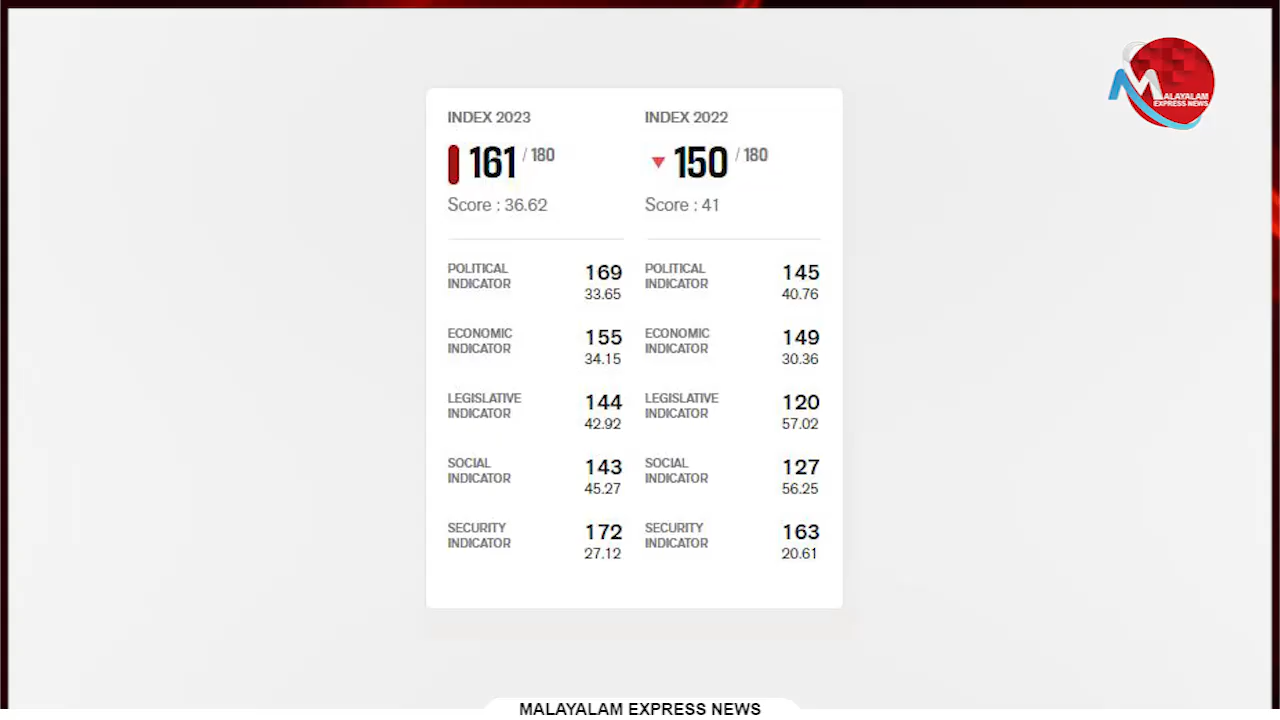 MALAYALAM
EXPRESS NEWS
INDEX 2023
161 / 180
Score : 36.62
POLITICAL
INDICATOR
169
33.65
ECONOMIC
INDICATOR
155
34.15
LEGISLATIVE
INDICATOR
144
42.92
SOCIAL
INDICATOR
143
45.27
SECURITY
INDICATOR
172
27.12
INDEX 2022
150 / 180
Score : 41
POLITICAL
INDICATOR
145
40.76
ECONOMIC
INDICATOR
149
30.36
LEGISLATIVE
INDICATOR
120
57.02
SOCIAL
INDICATOR
127
56.25
SECURITY
INDICATOR
163
20.61
MALAYALAM EXPRESS NEWS